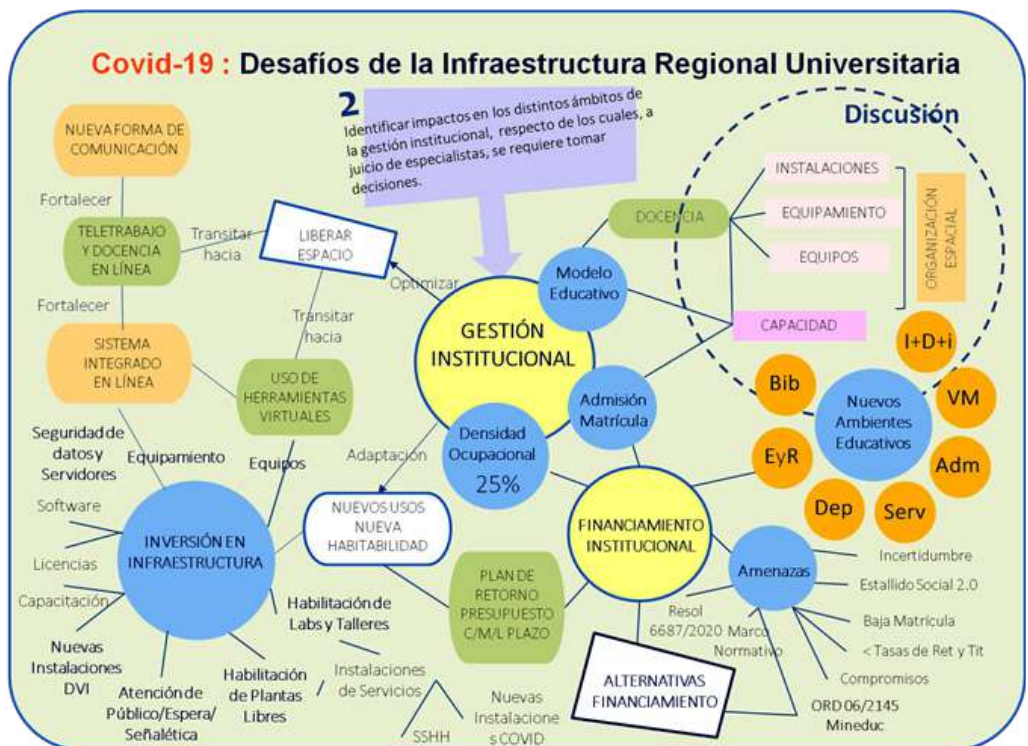 Covid-19 : Desafíos de la Infraestructura Regional Universitaria
2
Identificar impactos en los distintos ámbitos de
la gestión institucional, respecto de los cuales, a
juicio de especialistas, se requiere tomar
decisiones.
Discusión
NUEVA FORMA DE
COMUNICACIÓN
Fortalecer
TELETRABAJO
Y DOCENCIA
EN LÍNEA
Transitar
hacia
LIBERAR
ESPACIO
Optimizar
Fortalecer
SISTEMA
INTEGRADO
EN LÍNEA
Transitar
hacia
USO DE
HERRAMIENTAS
VIRTUALES
GESTIÓN
INSTITUCIONAL
Modelo
Educativo
DOCENCIA
INSTALACIONES
EQUIPAMIENTO
EQUIPOS
ORGANIZACIÓN
ESPACIAL
CAPACIDAD
Admisión
Matrícula
Densidad
Ocupacional
25%
Adaptación
I+D+i
Bib
VM
Nuevos
Ambientes
Educativos
EyR
Adm
Dep
Serv
Seguridad de
datos y
Servidores
Equipamiento
Equipos
Software
Licencias
Capacitación
INVERSIÓN EN
INFRAESTRUCTURA
NUEVOS USOS
NUEVA
HABITABILIDAD
FINANCIAMIENTO
INSTITUCIONAL
PLAN DE
RETORNO
PRESUPUESTO
C/M/L PLAZO
Amenazas
Incertidumbre
Estallido Social 2.0
Baja Matrícula
< Tasas de Ret y Tit
Compromisos
ORD 06/2145
Mineduc
Resol
6687/2020
Marco
Normativo
ALTERNATIVAS
FINANCIAMIENTO
Nuevas
Instalaciones
DVI
Atención de
Público/Espera/
Señalética
Habilitación
de Plantas
Libres
Habilitación de
Labs y Talleres
Instalaciones
de Servicios
SSHH
Nuevas
Instalacione
s COVID